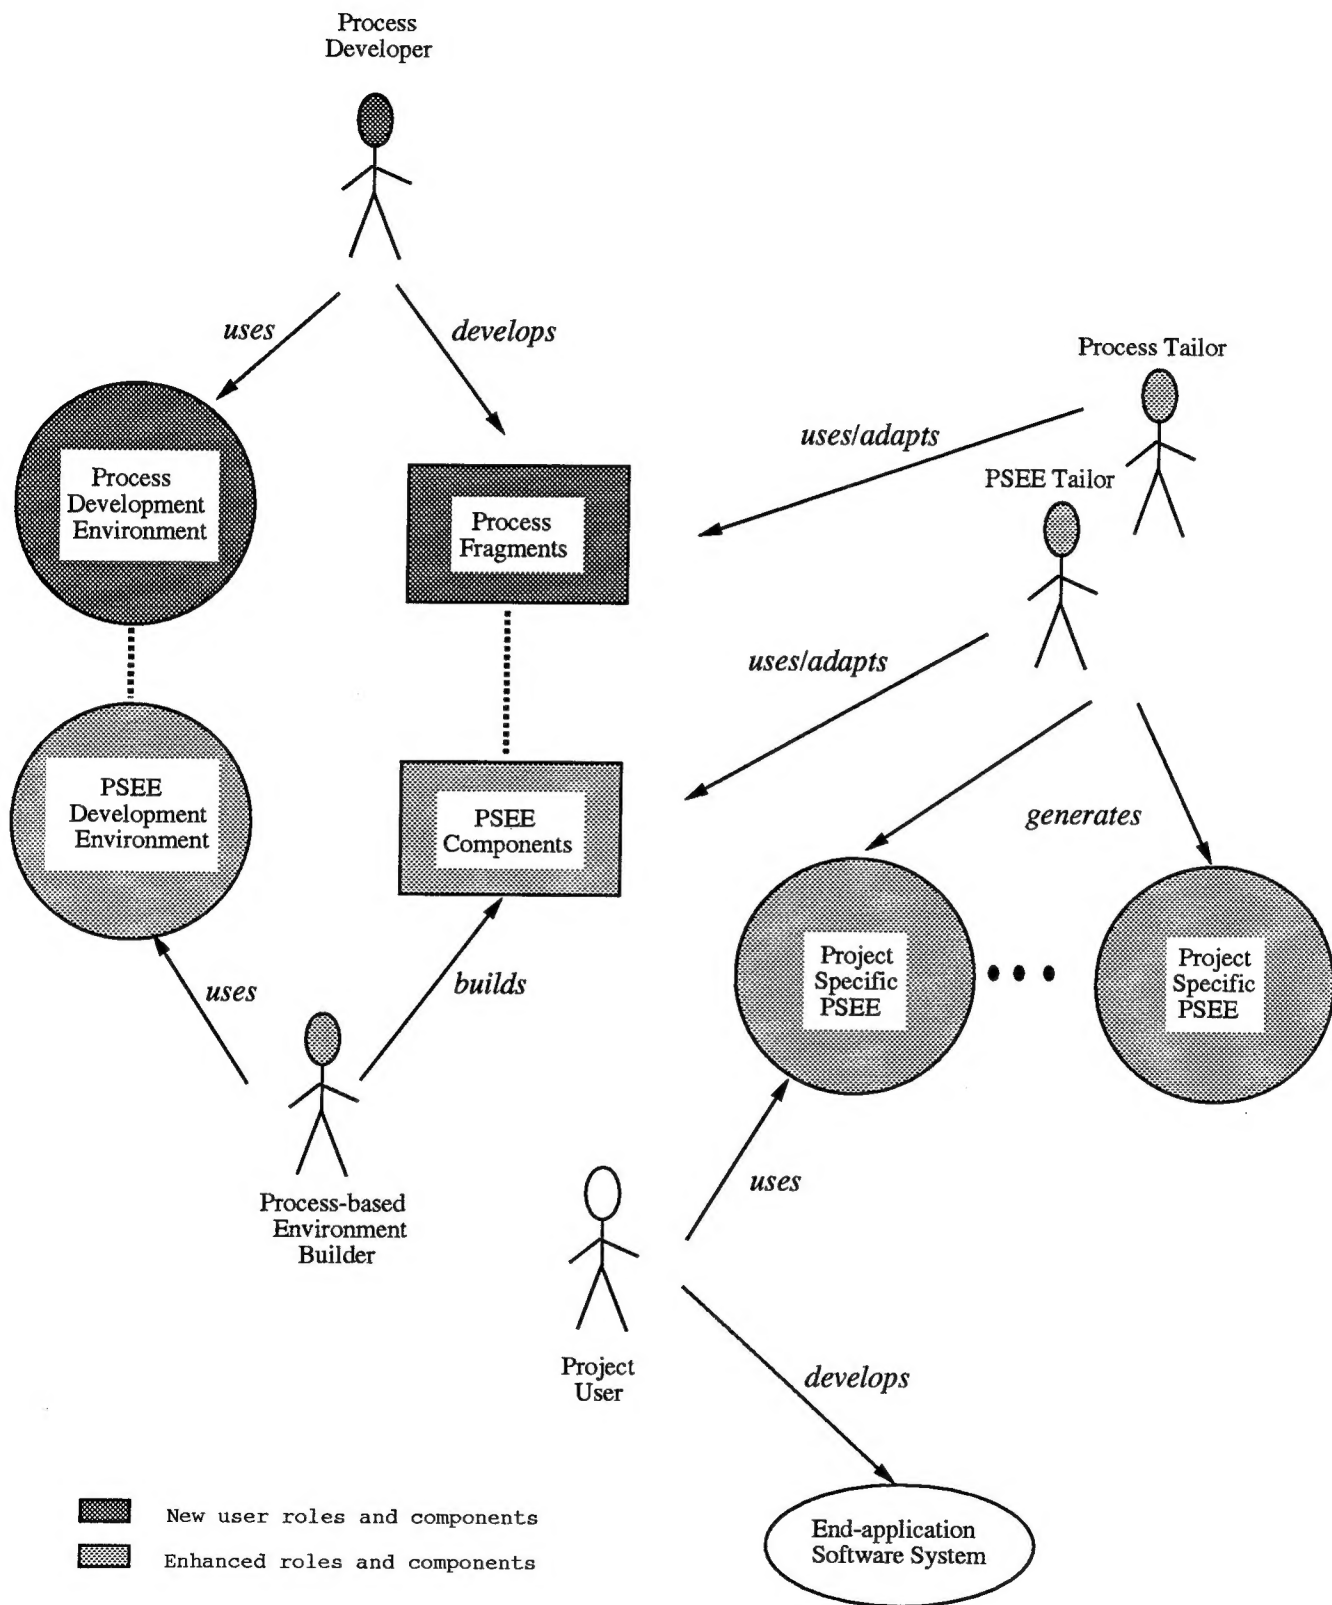 Process
Developer
uses
develops
Process Tailor
uses/adapts
PSEE Tailor
Process
Development
Environment
Process
Fragments
uses/adapts
PSEE
Development
Environment
PSEE
Components
generates
Project
Specific
PSEE
Project
Specific
PSEE
uses
builds
Process-based
Environment
Builder
uses
Project
User
develops
New user roles and components
Enhanced roles and components
End-application
Software System